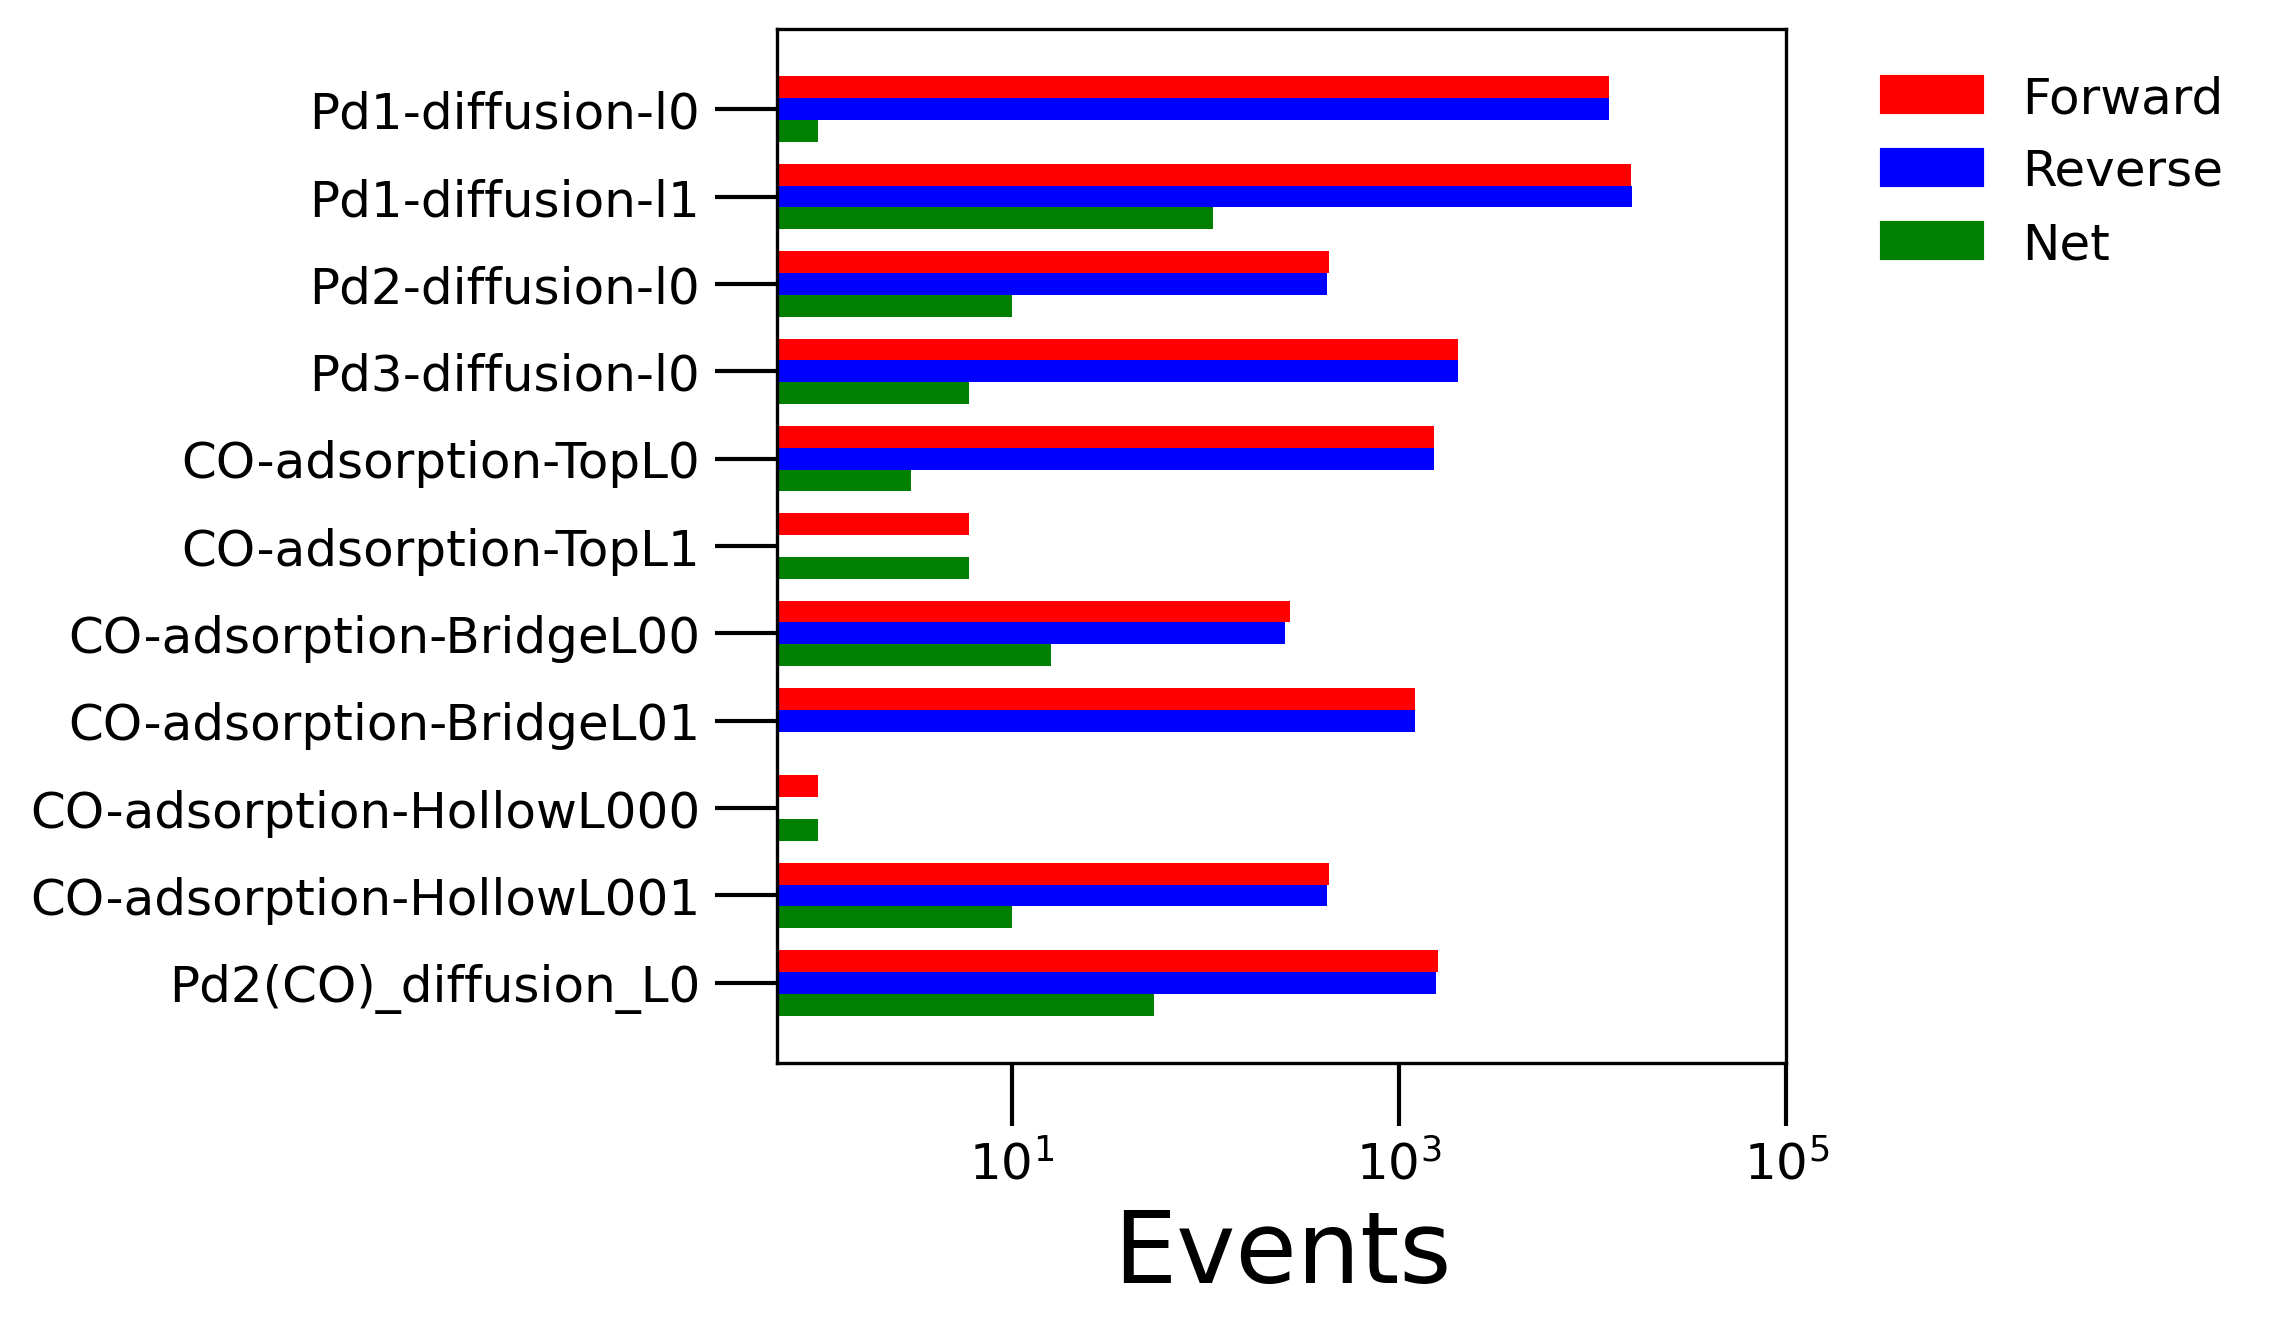 Pd1-diffusion-l0
Pd1-diffusion-l1
Pd2-diffusion-l0
Pd3-diffusion-l0
CO-adsorption-TopL0
CO-adsorption-TopL1
CO-adsorption-BridgeL00
CO-adsorption-BridgeL01
CO-adsorption-HollowL000
CO-adsorption-HollowL001
Pd2(CO)_diffusion_L0
10¹ 10³ 10⁵
Events
Forward
Reverse
Net